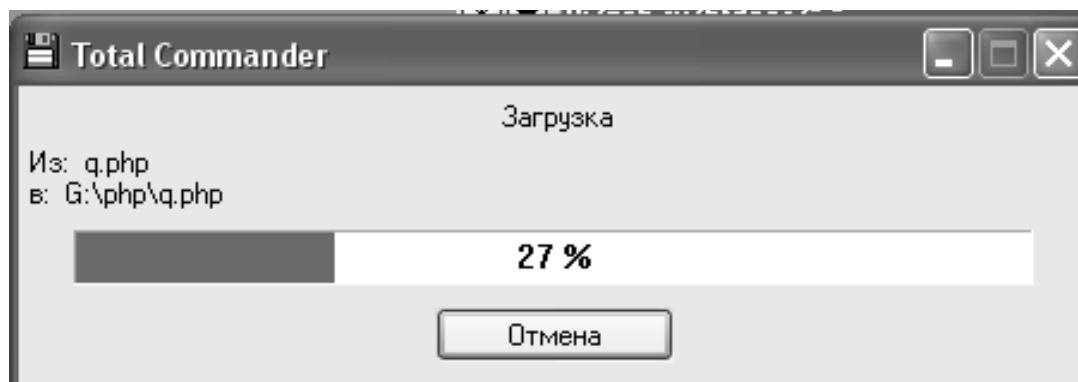 Total Commander
Загрузка
Из: q.php
в: G:\php\q.php
27 %
Отмена